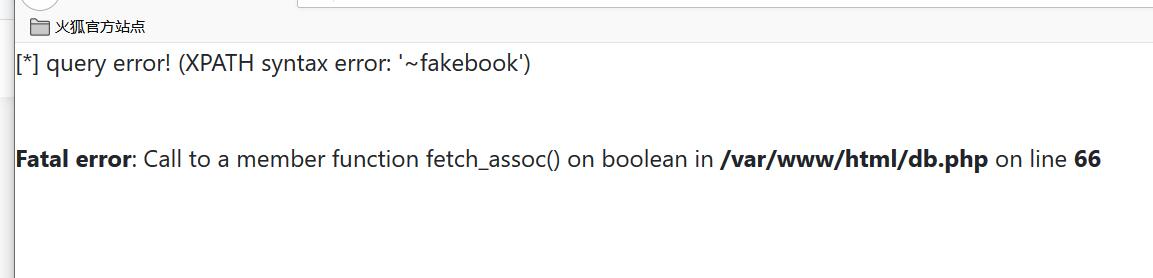 火狐官方站点
[*] query error! (XPATH syntax error: '~fakebook')
Fatal error: Call to a member function fetch_assoc() on boolean in /var/www/html/db.php on line 66